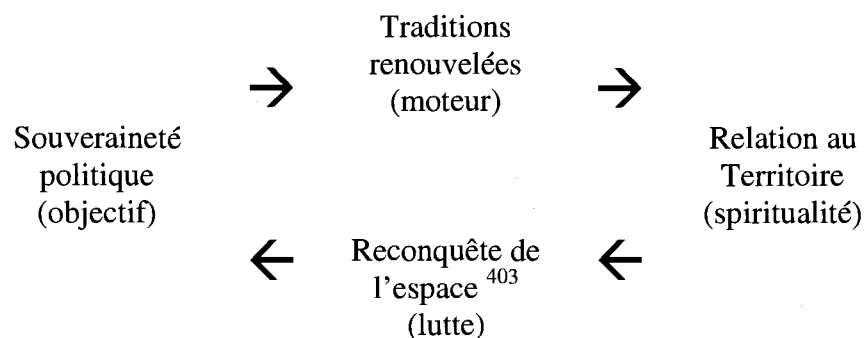 Traditions
renouvelées
(moteur)
Souveraineté
politique
(objectif)
Relation au
Territoire
(spiritualité)
Reconquête de
l'espace 403
(lutte)